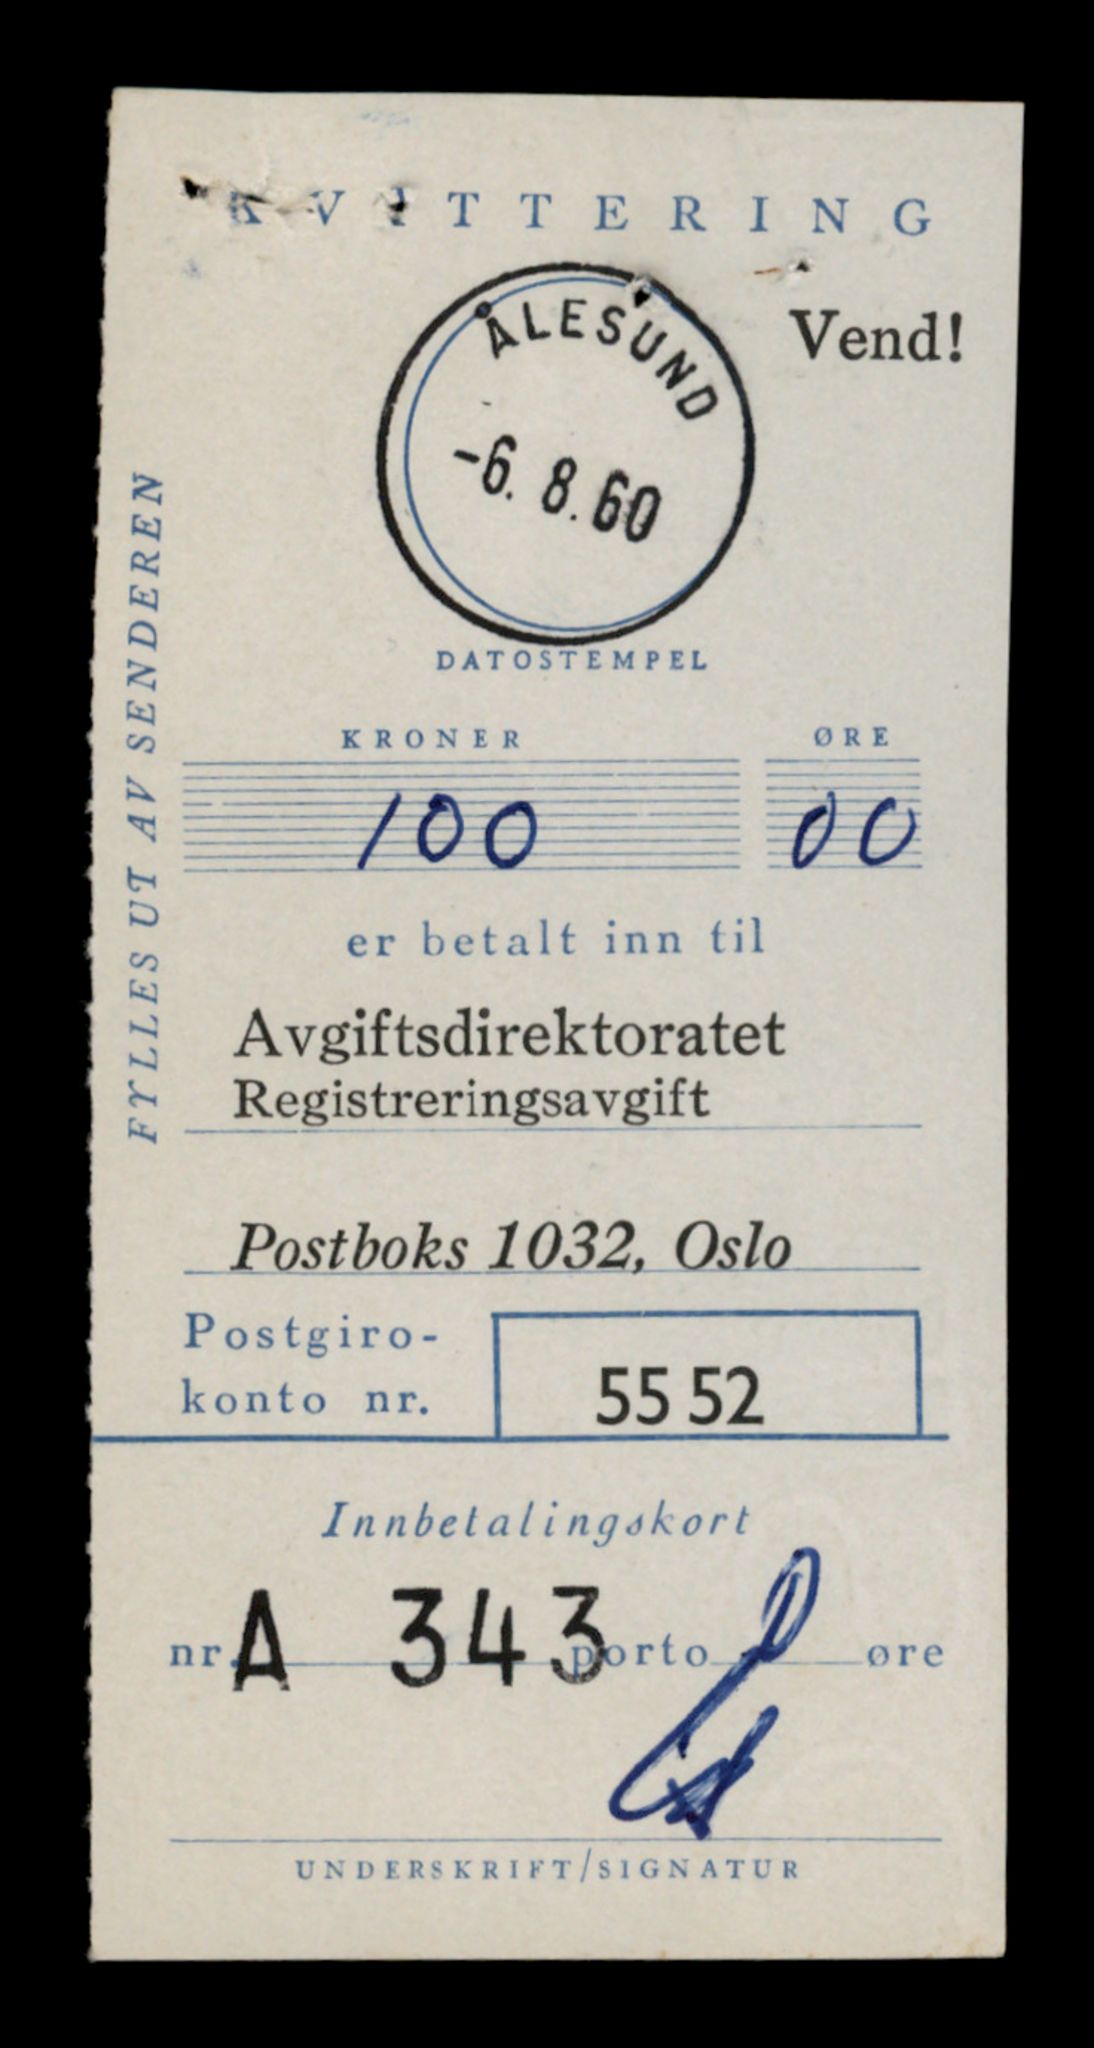 KVITTERING
Vend!
ÅLESUND
-6. 8. 60
DATOSTEMPEL
FYLLES UT AV SENDEREN
KRONER ØRE
100 00
er betalt inn til
Avgiftsdirektoratet
Registreringsavgift
Postboks 1032, Oslo
Postgiro-
konto nr. 55 52
Innbetalingskort
nr. A 343 porto øre
UNDERSKRIFT/SIGNATUR